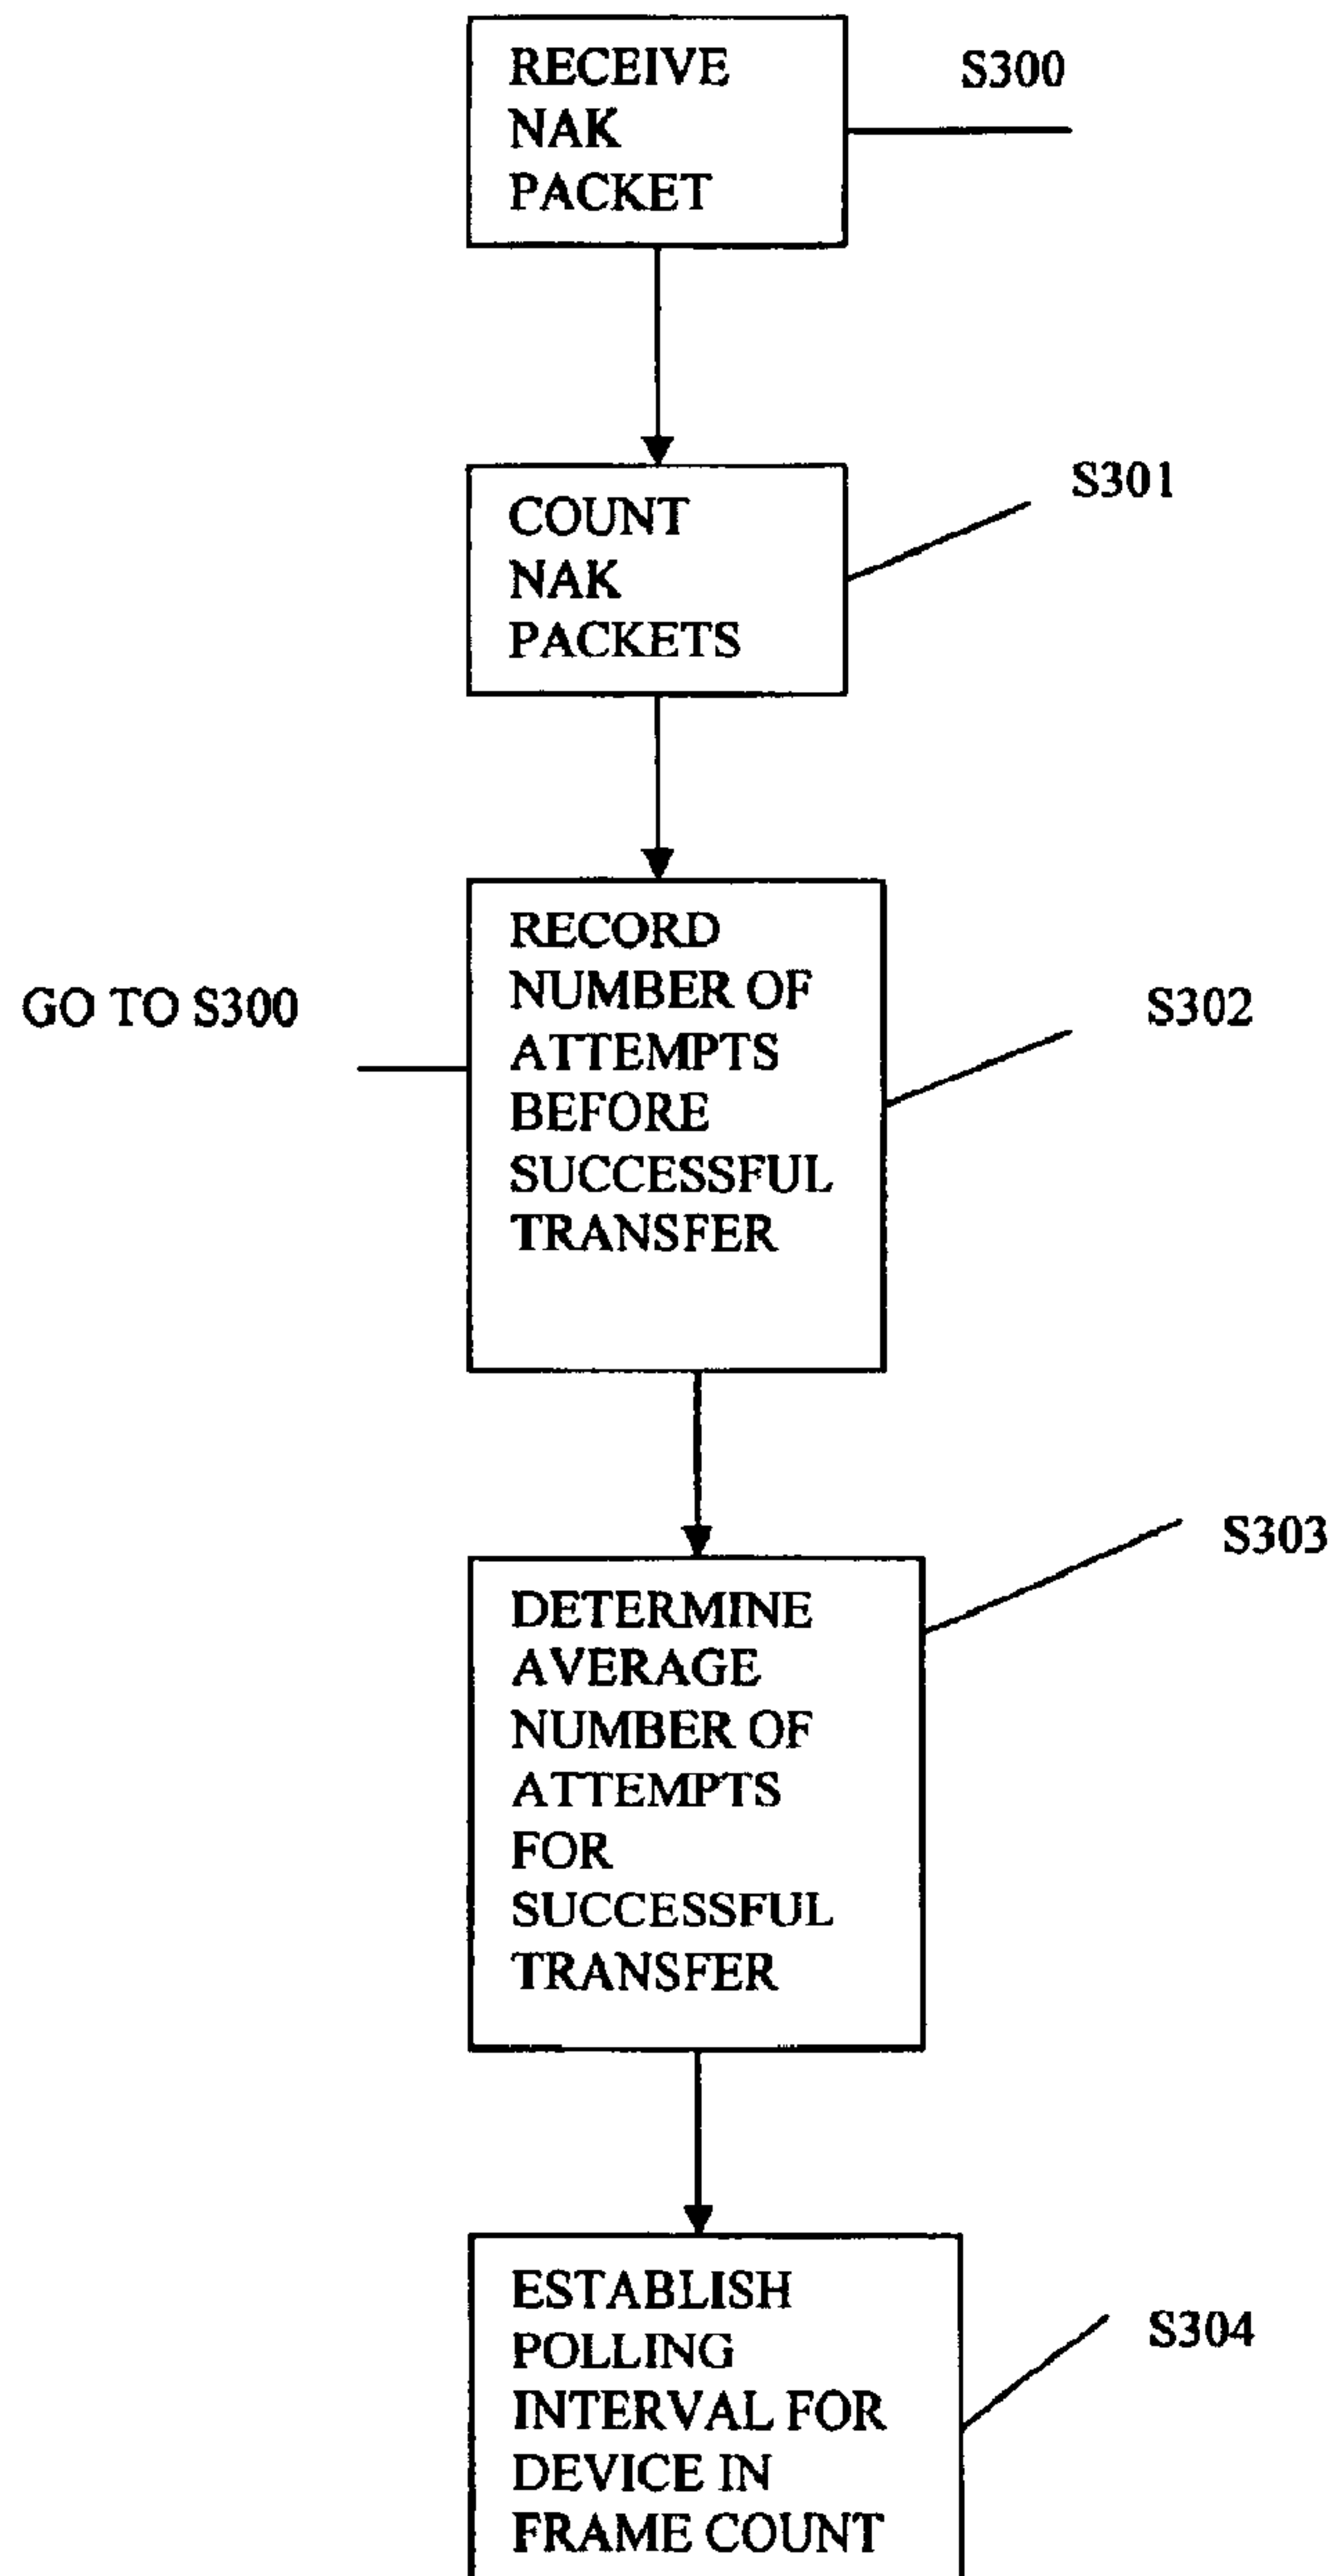 RECEIVE
NAK
PACKET
S300
COUNT
NAK
PACKETS
S301
RECORD
NUMBER OF
ATTEMPTS
BEFORE
SUCCESSFUL
TRANSFER
GO TO S300
S302
DETERMINE
AVERAGE
NUMBER OF
ATTEMPTS
FOR
SUCCESSFUL
TRANSFER
S303
ESTABLISH
POLLING
INTERVAL FOR
DEVICE IN
FRAME COUNT
S304